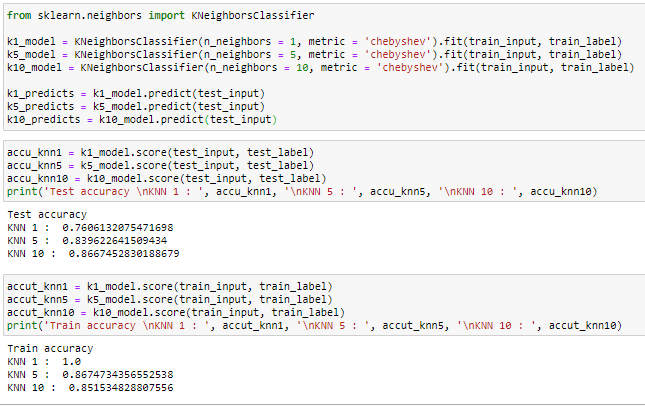 from sklearn.neighbors import KNeighborsClassifier
k1_model = KNeighborsClassifier(n_neighbors = 1, metric = 'chebyshev').fit(train_input, train_label)
k5_model = KNeighborsClassifier(n_neighbors = 5, metric = 'chebyshev').fit(train_input, train_label)
k10_model = KNeighborsClassifier(n_neighbors = 10, metric = 'chebyshev').fit(train_input, train_label)
k1_predicts = k1_model.predict(test_input)
k5_predicts = k5_model.predict(test_input)
k10_predicts = k10_model.predict(test_input)
accu_knn1 = k1_model.score(test_input, test_label)
accu_knn5 = k5_model.score(test_input, test_label)
accu_knn10 = k10_model.score(test_input, test_label)
print('Test accuracy \nKNN 1 : ', accu_knn1, '\nKNN 5 : ', accu_knn5, '\nKNN 10 : ', accu_knn10)
Test accuracy
KNN 1 :  0.7606132075471698
KNN 5 :  0.839622641509434
KNN 10 :  0.8667452830188679
accut_knn1 = k1_model.score(train_input, train_label)
accut_knn5 = k5_model.score(train_input, train_label)
accut_knn10 = k10_model.score(train_input, train_label)
print('Train accuracy \nKNN 1 : ', accut_knn1, '\nKNN 5 : ', accut_knn5, '\nKNN 10 : ', accut_knn10)
Train accuracy
KNN 1 :  1.0
KNN 5 :  0.8674734356552538
KNN 10 :  0.851534828807556